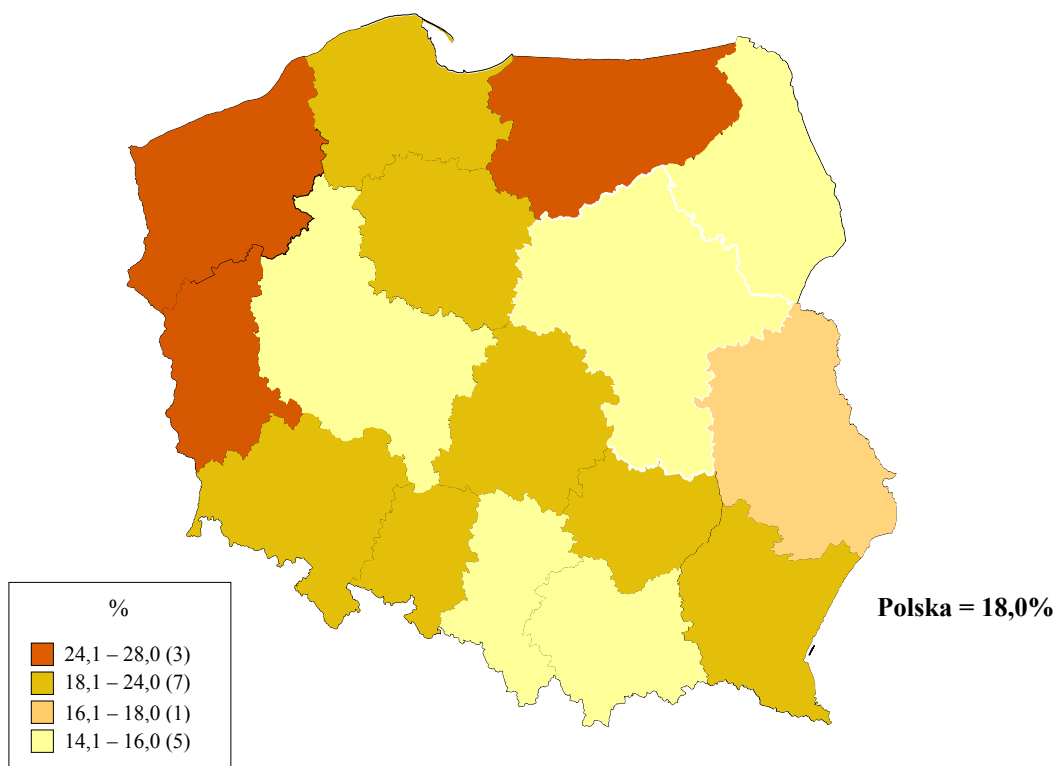 Polska = 18,0%
%
24,1 – 28,0 (3)
18,1 – 24,0 (7)
16,1 – 18,0 (1)
14,1 – 16,0 (5)